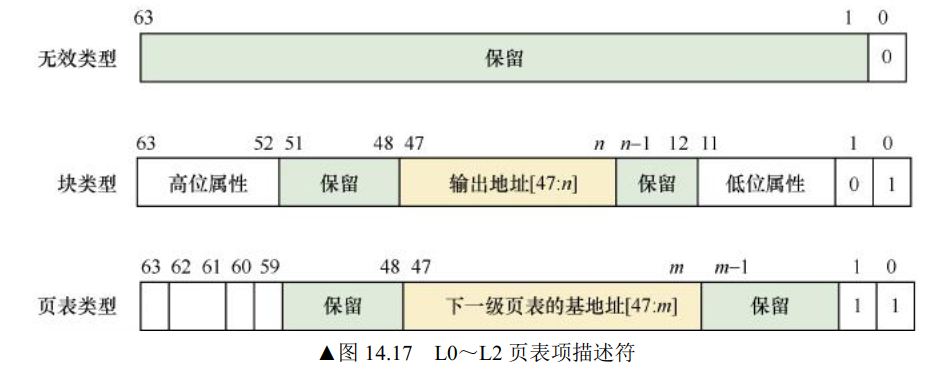 63 1 0
无效类型 保留 0
63 52 51 48 47 n n–1 12 11 1 0
块类型 高位属性 保留 输出地址[47:n] 保留 低位属性 0 1
63 62 61 60 59 48 47 m m–1 1 0
页表类型 保留 下一级页表的基地址[47:m] 保留 1 1
▲图 14.17 L0～L2 页表项描述符